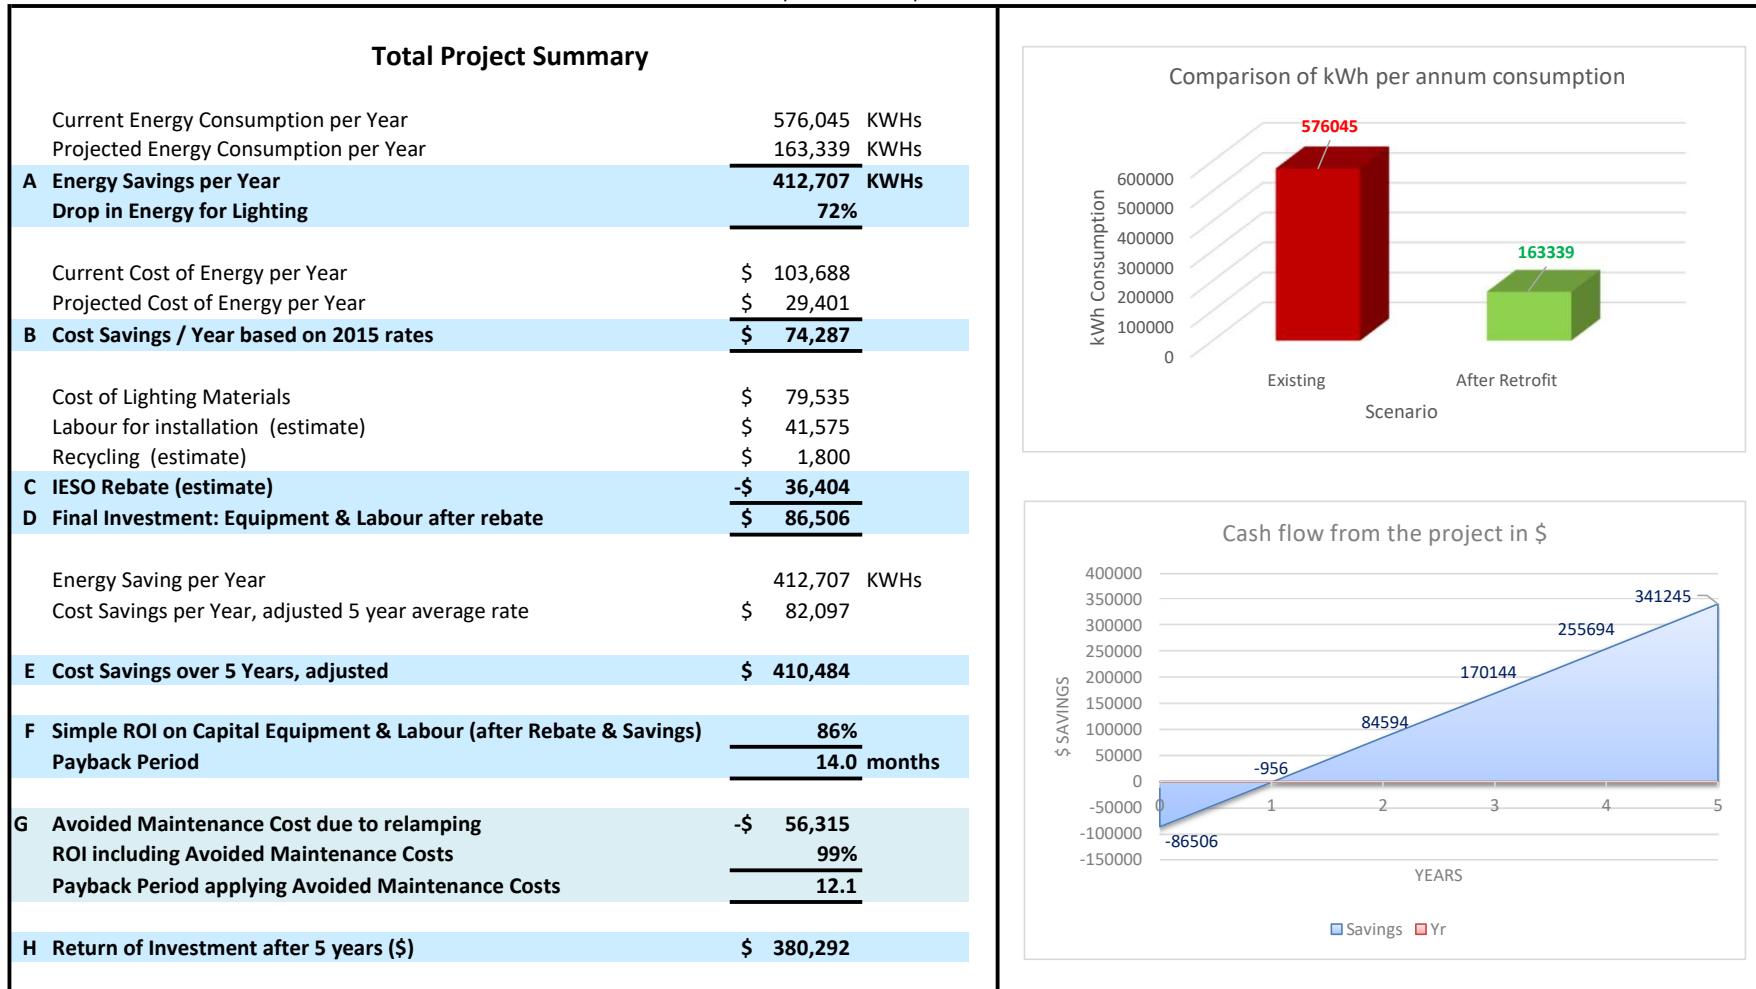 Total Project Summary
Current Energy Consumption per Year 576,045 KWHs
Projected Energy Consumption per Year 163,339 KWHs
A Energy Savings per Year 412,707 KWHs
Drop in Energy for Lighting 72%
Current Cost of Energy per Year $ 103,688
Projected Cost of Energy per Year $ 29,401
B Cost Savings / Year based on 2015 rates $ 74,287
Cost of Lighting Materials $ 79,535
Labour for installation (estimate) $ 41,575
Recycling (estimate) $ 1,800
C IESO Rebate (estimate) -$ 36,404
D Final Investment: Equipment & Labour after rebate $ 86,506
Energy Saving per Year 412,707 KWHs
Cost Savings per Year, adjusted 5 year average rate $ 82,097
E Cost Savings over 5 Years, adjusted $ 410,484
F Simple ROI on Capital Equipment & Labour (after Rebate & Savings) 86%
Payback Period 14.0 months
G Avoided Maintenance Cost due to relamping -$ 56,315
ROI including Avoided Maintenance Costs 99%
Payback Period applying Avoided Maintenance Costs 12.1
H Return of Investment after 5 years ($) $ 380,292
Comparison of kWh per annum consumption
576045
163339
600000
500000
400000
300000
200000
100000
0
kWh Consumption
Existing After Retrofit
Scenario
Cash flow from the project in $
400000
350000
300000
250000
200000
150000
100000
50000
0
-50000
-100000
-150000
$ SAVINGS
341245
255694
170144
84594
-956
-86506
0 1 2 3 4 5
YEARS
Savings Yr